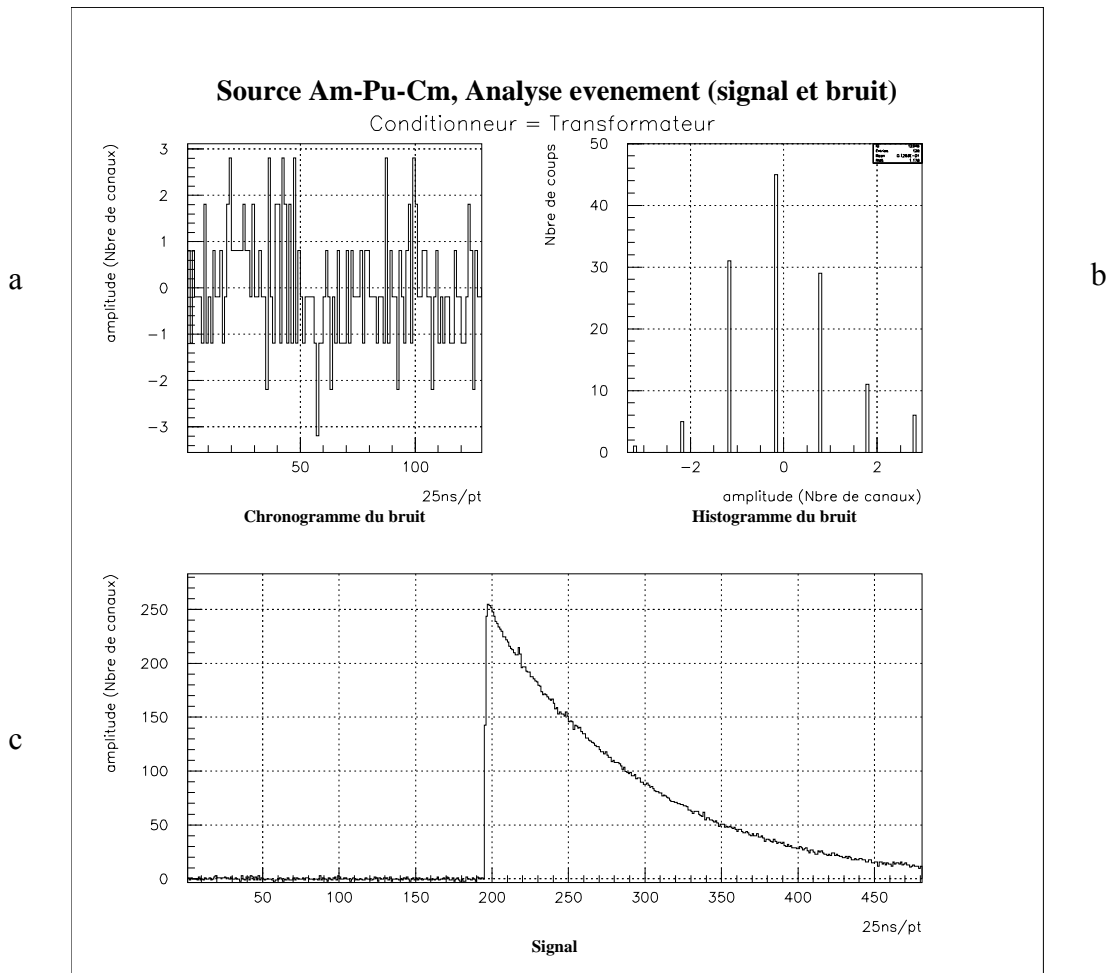 Source Am-Pu-Cm, Analyse evenement (signal et bruit)
Conditionneur = Transformateur
a
amplitude (Nbre de canaux)
3
2
1
0
−1
−2
−3
50 100
25ns/pt
Chronogramme du bruit
b
Nbre de coups
50
40
30
20
10
0
−2 0 2
amplitude (Nbre de canaux)
Histogramme du bruit
c
amplitude (Nbre de canaux)
250
200
150
100
50
0
50 100 150 200 250 300 350 400 450
25ns/pt
Signal